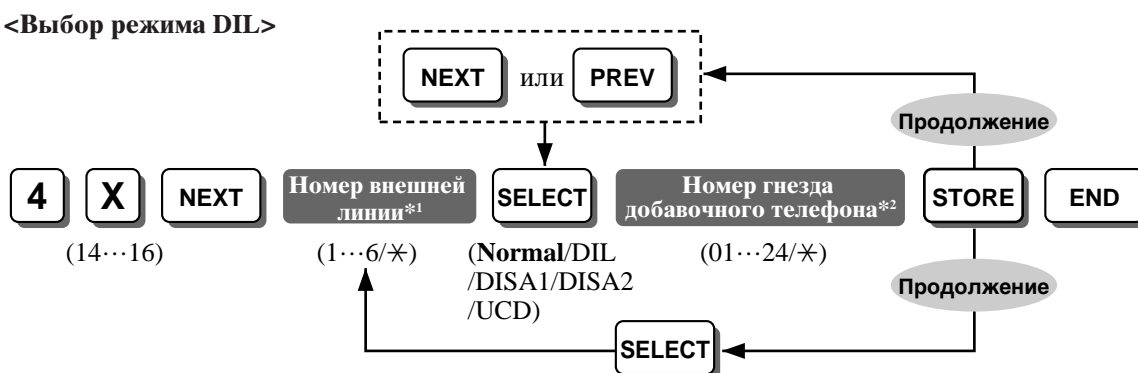 <Выбор режима DIL>
NEXT или PREV
Продолжение
4 X NEXT Номер внешней линии*1 SELECT Номер гнезда добавочного телефона*2 STORE END
(14···16) (1···6/✳) (Normal/DIL (01···24/✳)
/DISA1/DISA2
/UCD)
Продолжение
SELECT